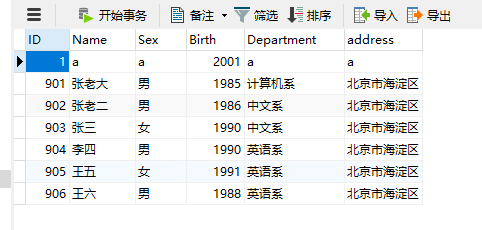 开始事务 备注 筛选 排序 导入 导出
ID Name Sex Birth Department address
1 a a 2001 a a
901 张老大 男 1985 计算机系 北京市海淀区
902 张老二 男 1986 中文系 北京市海淀区
903 张三 女 1990 中文系 北京市海淀区
904 李四 男 1990 英语系 北京市海淀区
905 王五 女 1991 英语系 北京市海淀区
906 王六 男 1988 英语系 北京市海淀区